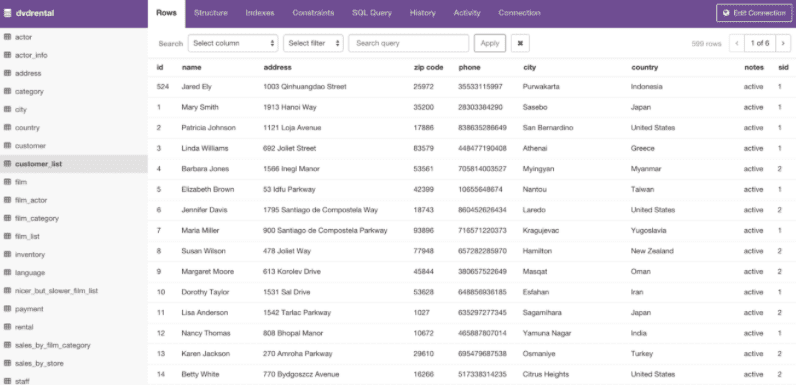 dvdrental
Rows Structure Indexes Constraints SQL Query History Activity Connection Edit Connection
Search Select column Select filter Search query Apply ✖ 599 rows ‹ 1 of 6 ›
actor
actor_info
address
category
city
country
customer
customer_list
film
film_actor
film_category
film_list
inventory
language
nicer_but_slower_film_list
payment
rental
sales_by_film_category
sales_by_store
staff
id name address zip code phone city country notes sid
524 Jared Ely 1003 Qinhuangdao Street 25972 35533115997 Purwakarta Indonesia active 1
1 Mary Smith 1913 Hanoi Way 35200 28303384290 Sasebo Japan active 1
2 Patricia Johnson 1121 Loja Avenue 17886 838635286649 San Bernardino United States active 1
3 Linda Williams 692 Joliet Street 83579 448477190408 Athenai Greece active 1
4 Barbara Jones 1566 Inegl Manor 53561 705814003527 Myingyan Myanmar active 2
5 Elizabeth Brown 53 Idfu Parkway 42399 10655648674 Nantou Taiwan active 1
6 Jennifer Davis 1795 Santiago de Compostela Way 18743 860452626434 Laredo United States active 2
7 Maria Miller 900 Santiago de Compostela Parkway 93896 716571220373 Kragujevac Yugoslavia active 1
8 Susan Wilson 478 Joliet Way 77948 657282285970 Hamilton New Zealand active 2
9 Margaret Moore 613 Korolev Drive 45844 380657522649 Masqat Oman active 2
10 Dorothy Taylor 1531 Sal Drive 53628 648856936185 Esfahan Iran active 1
11 Lisa Anderson 1542 Tarlac Parkway 1027 635297277345 Sagamihara Japan active 2
12 Nancy Thomas 808 Bhopal Manor 10672 465887807014 Yamuna Nagar India active 1
13 Karen Jackson 270 Amroha Parkway 29610 695479687538 Osmaniye Turkey active 2
14 Betty White 770 Bydgoszcz Avenue 16266 517338314235 Citrus Heights United States active 1